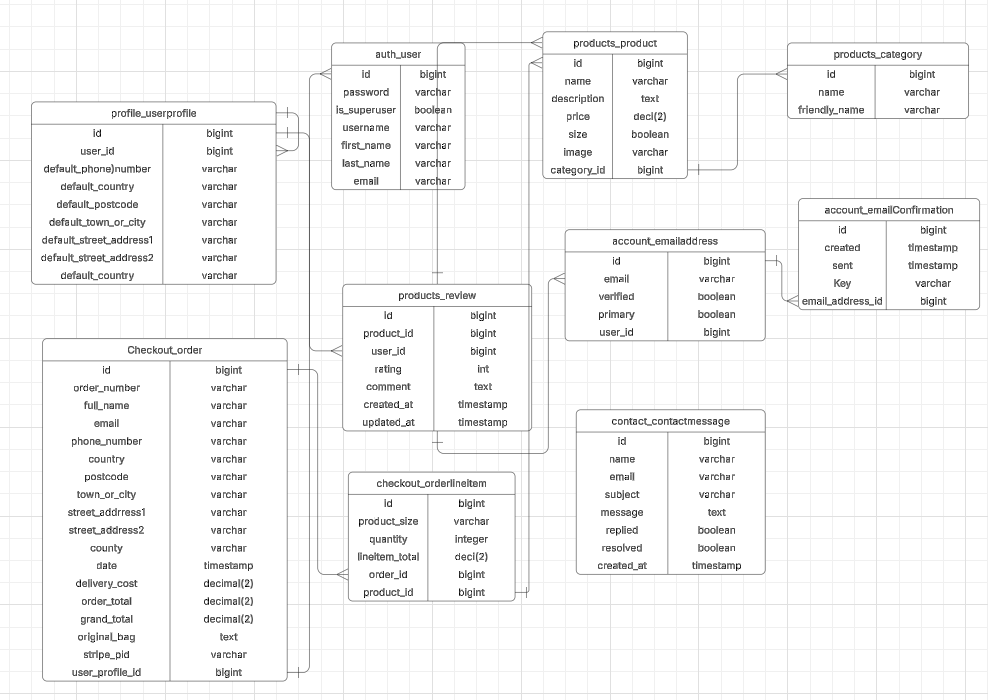 auth_user
id bigint
password varchar
is_superuser boolean
username varchar
first_name varchar
last_name varchar
email varchar
products_product
id bigint
name varchar
description text
price deci(2)
size boolean
image varchar
category_id bigint
products_category
id bigint
name varchar
friendly_name varchar
profile_userprofile
id bigint
user_id bigint
default_phone)number varchar
default_country varchar
default_postcode varchar
default_town_or_city varchar
default_street_address1 varchar
default_street_address2 varchar
default_country varchar
account_emailConfirmation
id bigint
created timestamp
sent timestamp
Key varchar
email_address_id bigint
account_emailaddress
id bigint
email varchar
verified boolean
primary boolean
user_id bigint
products_review
id bigint
product_id bigint
user_id bigint
rating int
comment text
created_at timestamp
updated_at timestamp
Checkout_order
id bigint
order_number varchar
full_name varchar
email varchar
phone_number varchar
country varchar
postcode varchar
town_or_city varchar
street_addrress1 varchar
street_address2 varchar
county varchar
date timestamp
delivery_cost decimal(2)
order_total decimal(2)
grand_total decimal(2)
original_bag text
stripe_pid varchar
user_profile_id bigint
checkout_orderlineitem
id bigint
product_size varchar
quantity integer
lineitem_total deci(2)
order_id bigint
product_id bigint
contact_contactmessage
id bigint
name varchar
email varchar
subject varchar
message text
replied boolean
resolved boolean
created_at timestamp